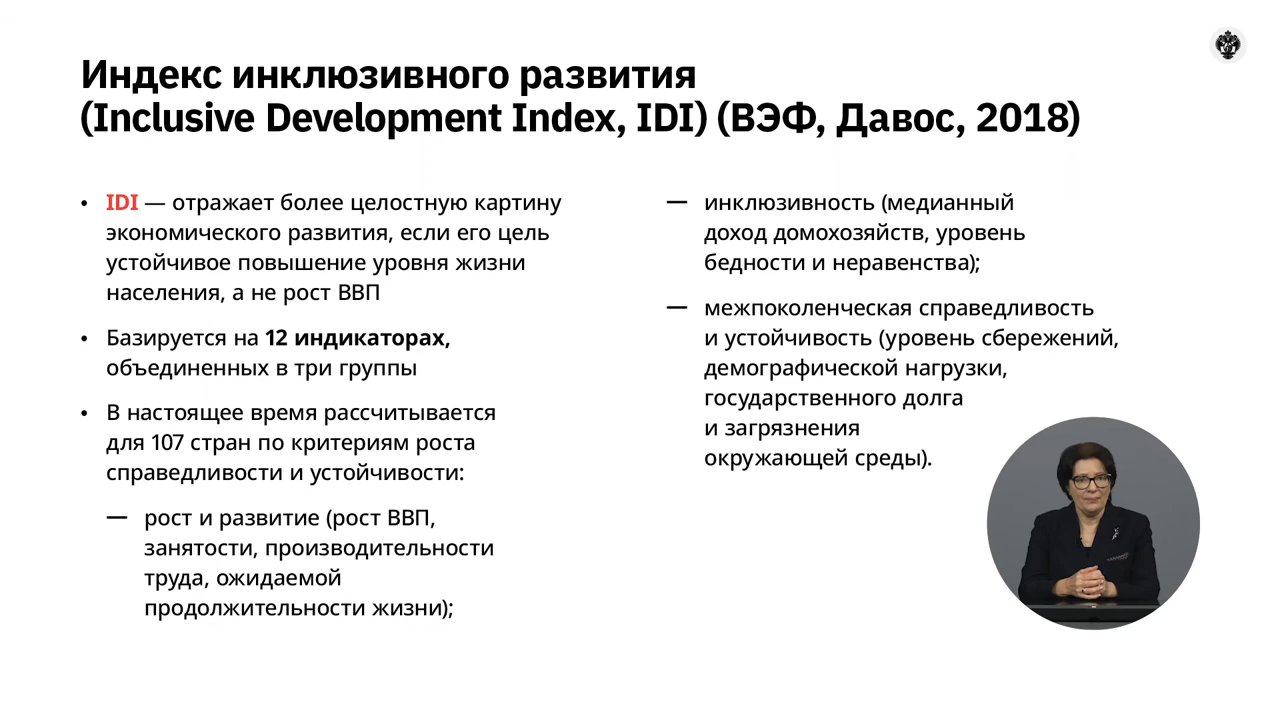 Индекс инклюзивного развития
(Inclusive Development Index, IDI) (ВЭФ, Давос, 2018)
• IDI — отражает более целостную картину
экономического развития, если его цель
устойчивое повышение уровня жизни
населения, а не рост ВВП
• Базируется на 12 индикаторах,
объединенных в три группы
• В настоящее время рассчитывается
для 107 стран по критериям роста
справедливости и устойчивости:
— рост и развитие (рост ВВП,
занятости, производительности
труда, ожидаемой
продолжительности жизни);
— инклюзивность (медианный
доход домохозяйств, уровень
бедности и неравенства);
— межпоколенческая справедливость
и устойчивость (уровень сбережений,
демографической нагрузки,
государственного долга
и загрязнения
окружающей среды).